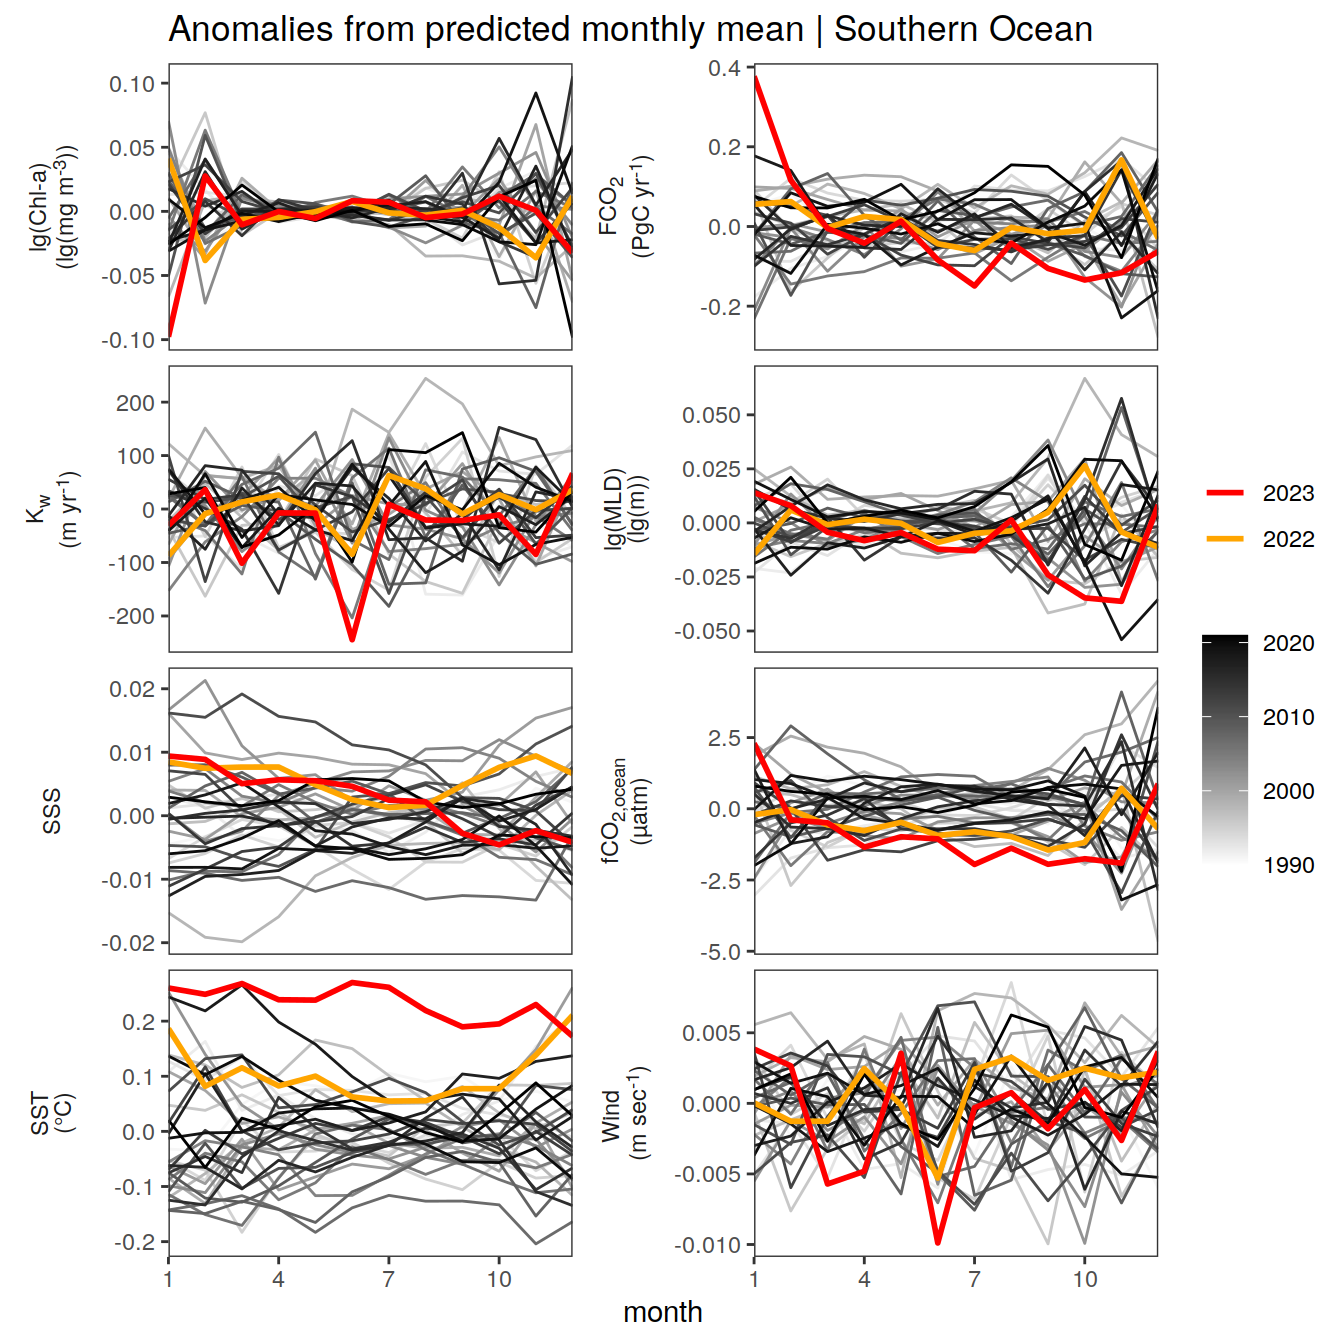 Anomalies from predicted monthly mean | Southern Ocean
lg(Chl-a)
(lg(mg m⁻³))
0.10
0.05
0.00
-0.05
-0.10
FCO₂
(PgC yr⁻¹)
0.4
0.2
0.0
-0.2
K_w
(m yr⁻¹)
200
100
0
-100
-200
lg(MLD)
(lg(m))
0.050
0.025
0.000
-0.025
-0.050
SSS
0.02
0.01
0.00
-0.01
-0.02
fCO₂,ocean
(µatm)
2.5
0.0
-2.5
-5.0
SST
(°C)
0.2
0.1
0.0
-0.1
-0.2
1 4 7 10
Wind
(m sec⁻¹)
0.005
0.000
-0.005
-0.010
1 4 7 10
month
2023
2022
2020
2010
2000
1990